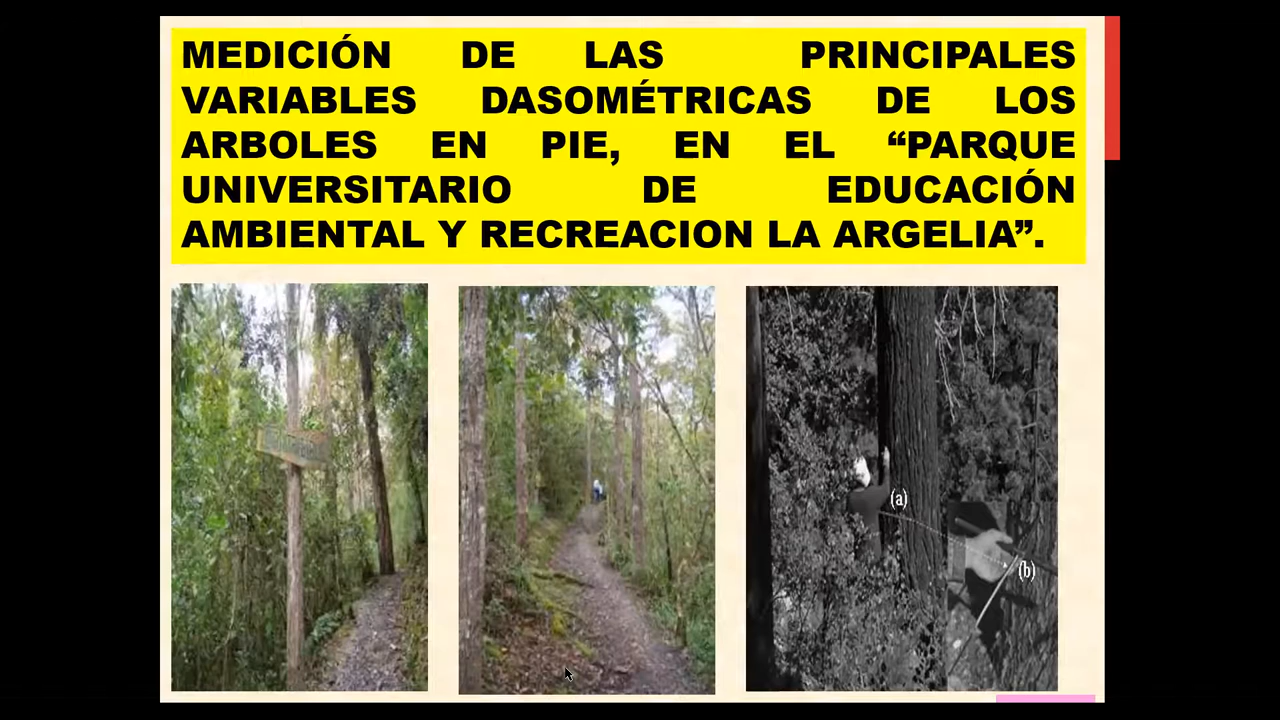 MEDICIÓN DE LAS PRINCIPALES
VARIABLES DASOMÉTRICAS DE LOS
ARBOLES EN PIE, EN EL “PARQUE
UNIVERSITARIO DE EDUCACIÓN
AMBIENTAL Y RECREACION LA ARGELIA”.
(a)
(b)